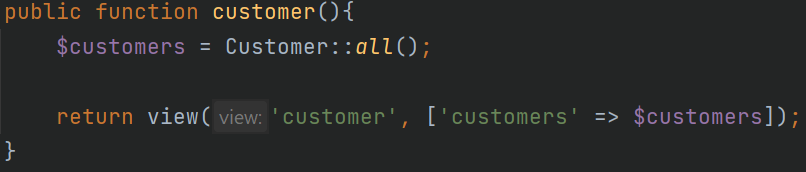 public function customer(){
$customers = Customer::all();
return view( view: 'customer', ['customers' => $customers]);
}